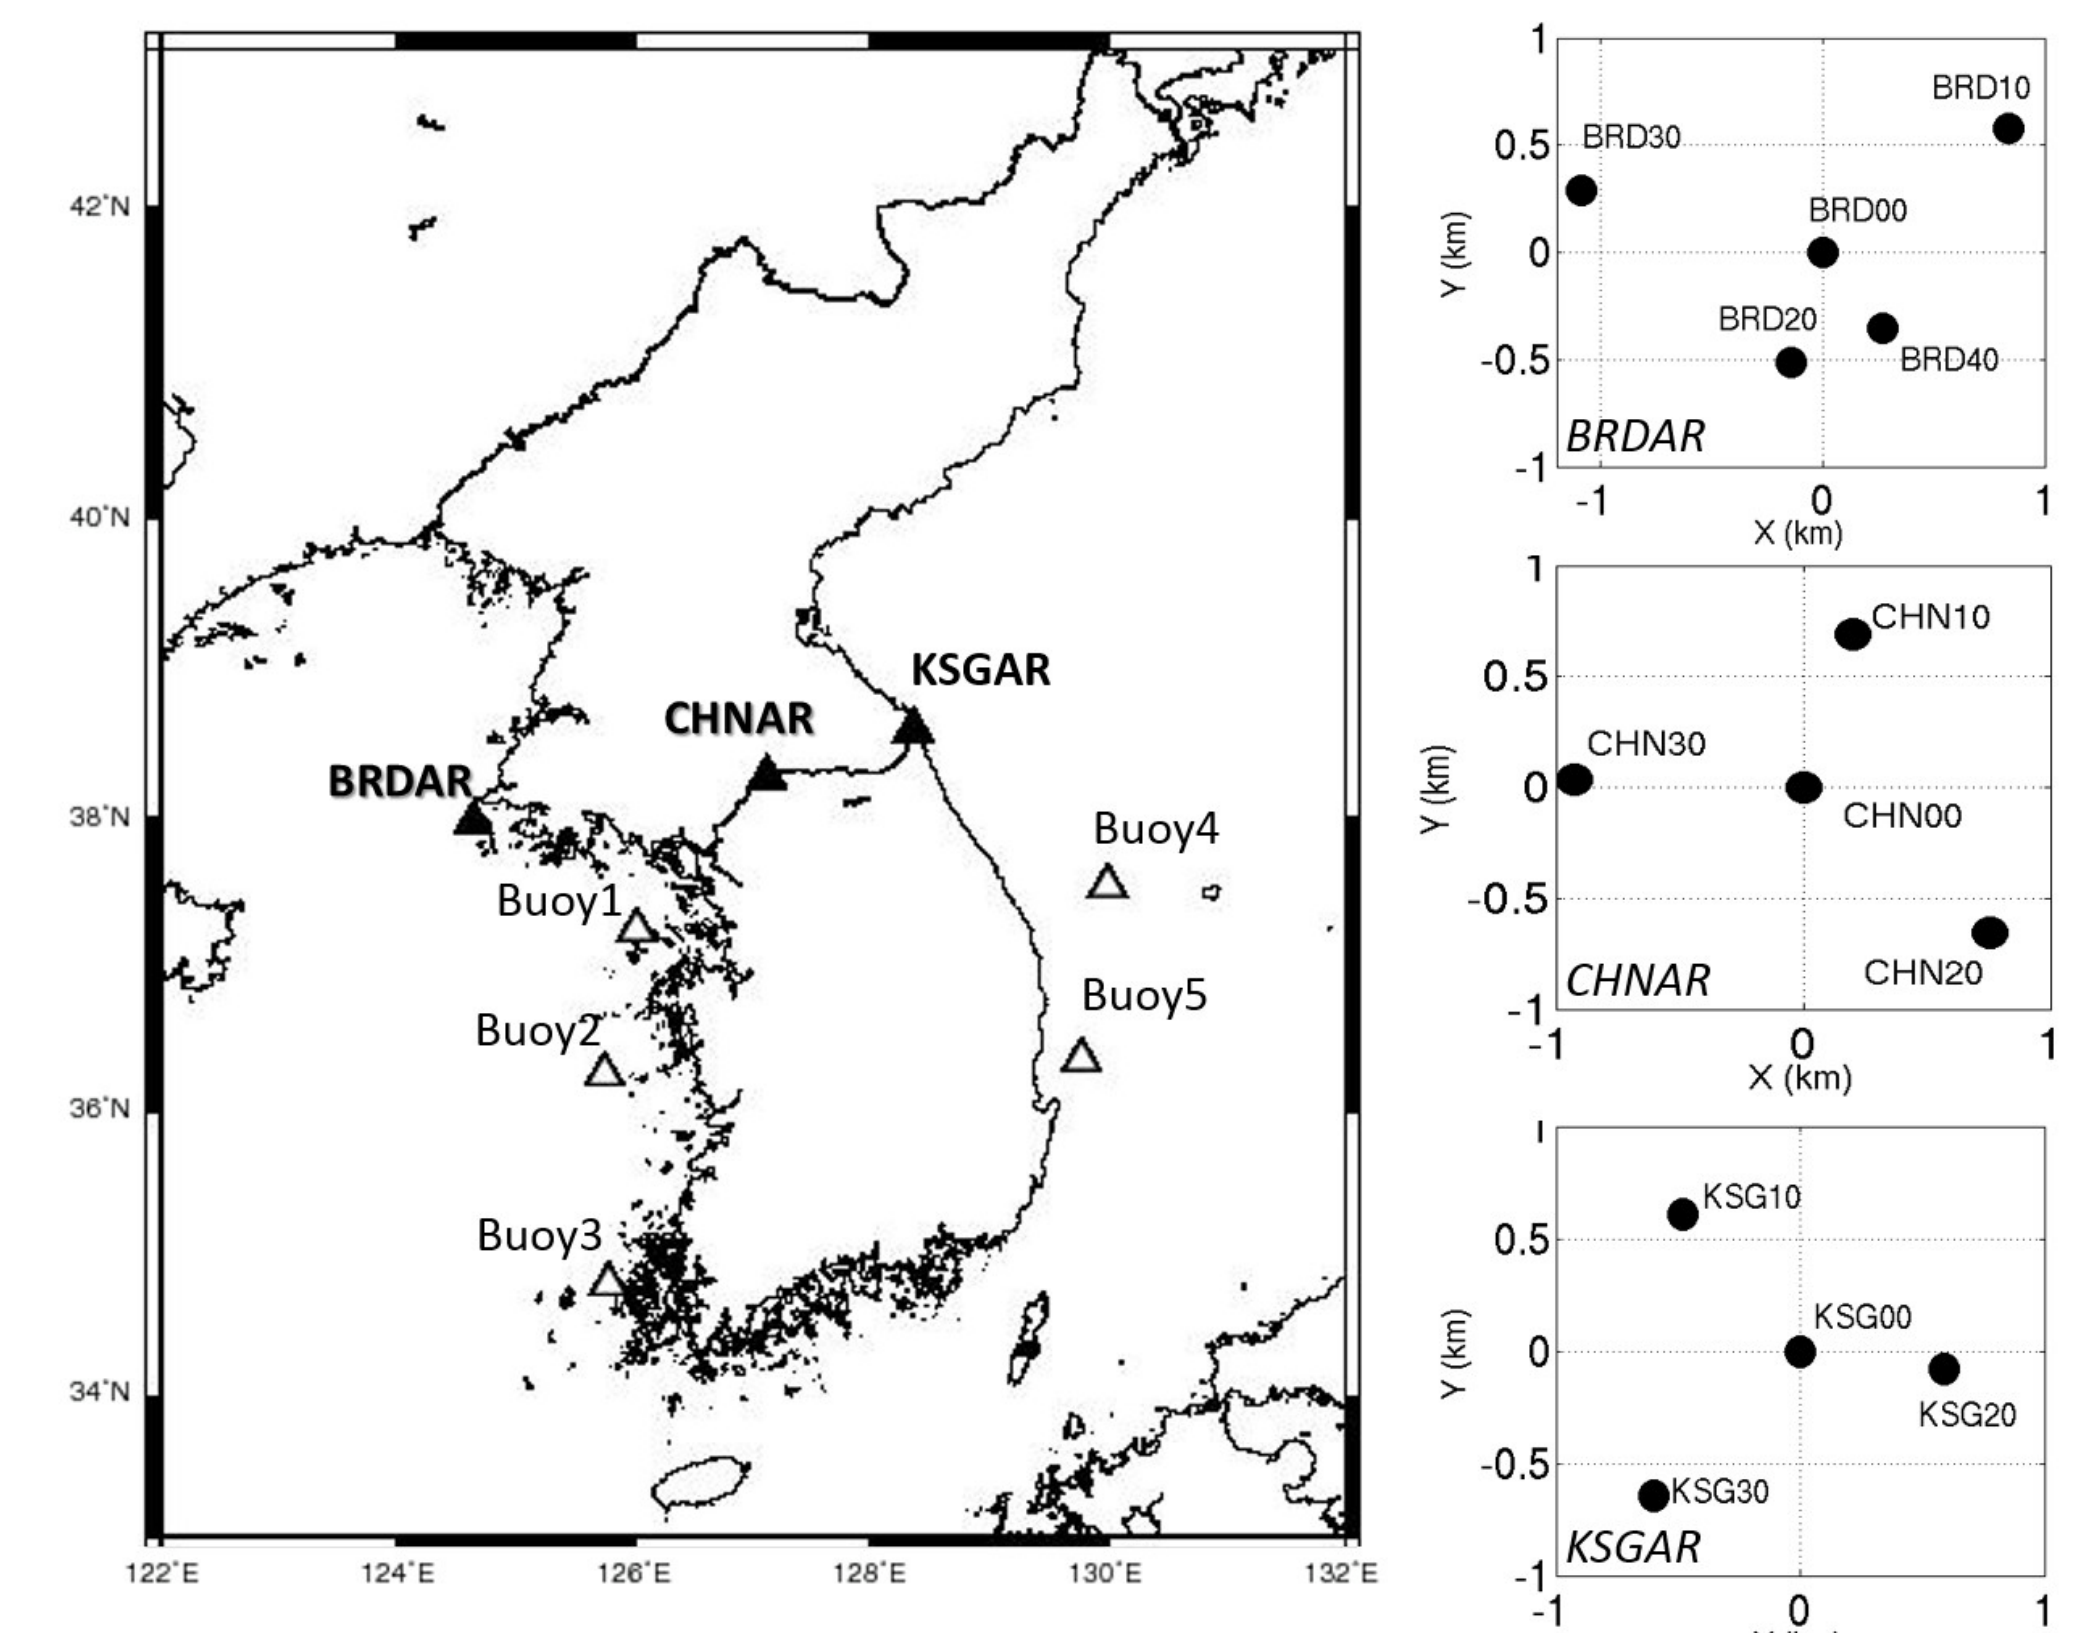 42°N
40°N
38°N
36°N
34°N
122°E
124°E
126°E
128°E
130°E
132°E
KSGAR
CHNAR
BRDAR
Buoy4
Buoy1
Buoy5
Buoy2
Buoy3
1
0.5
0
-0.5
-1
Y (km)
BRD10
BRD30
BRD00
BRD20
BRD40
BRDAR
-1
0
1
X (km)
1
0.5
0
-0.5
-1
Y (km)
CHN10
CHN30
CHN00
CHN20
CHNAR
-1
0
1
X (km)
1
0.5
0
-0.5
-1
Y (km)
KSG10
KSG00
KSG20
KSG30
KSGAR
-1
0
1